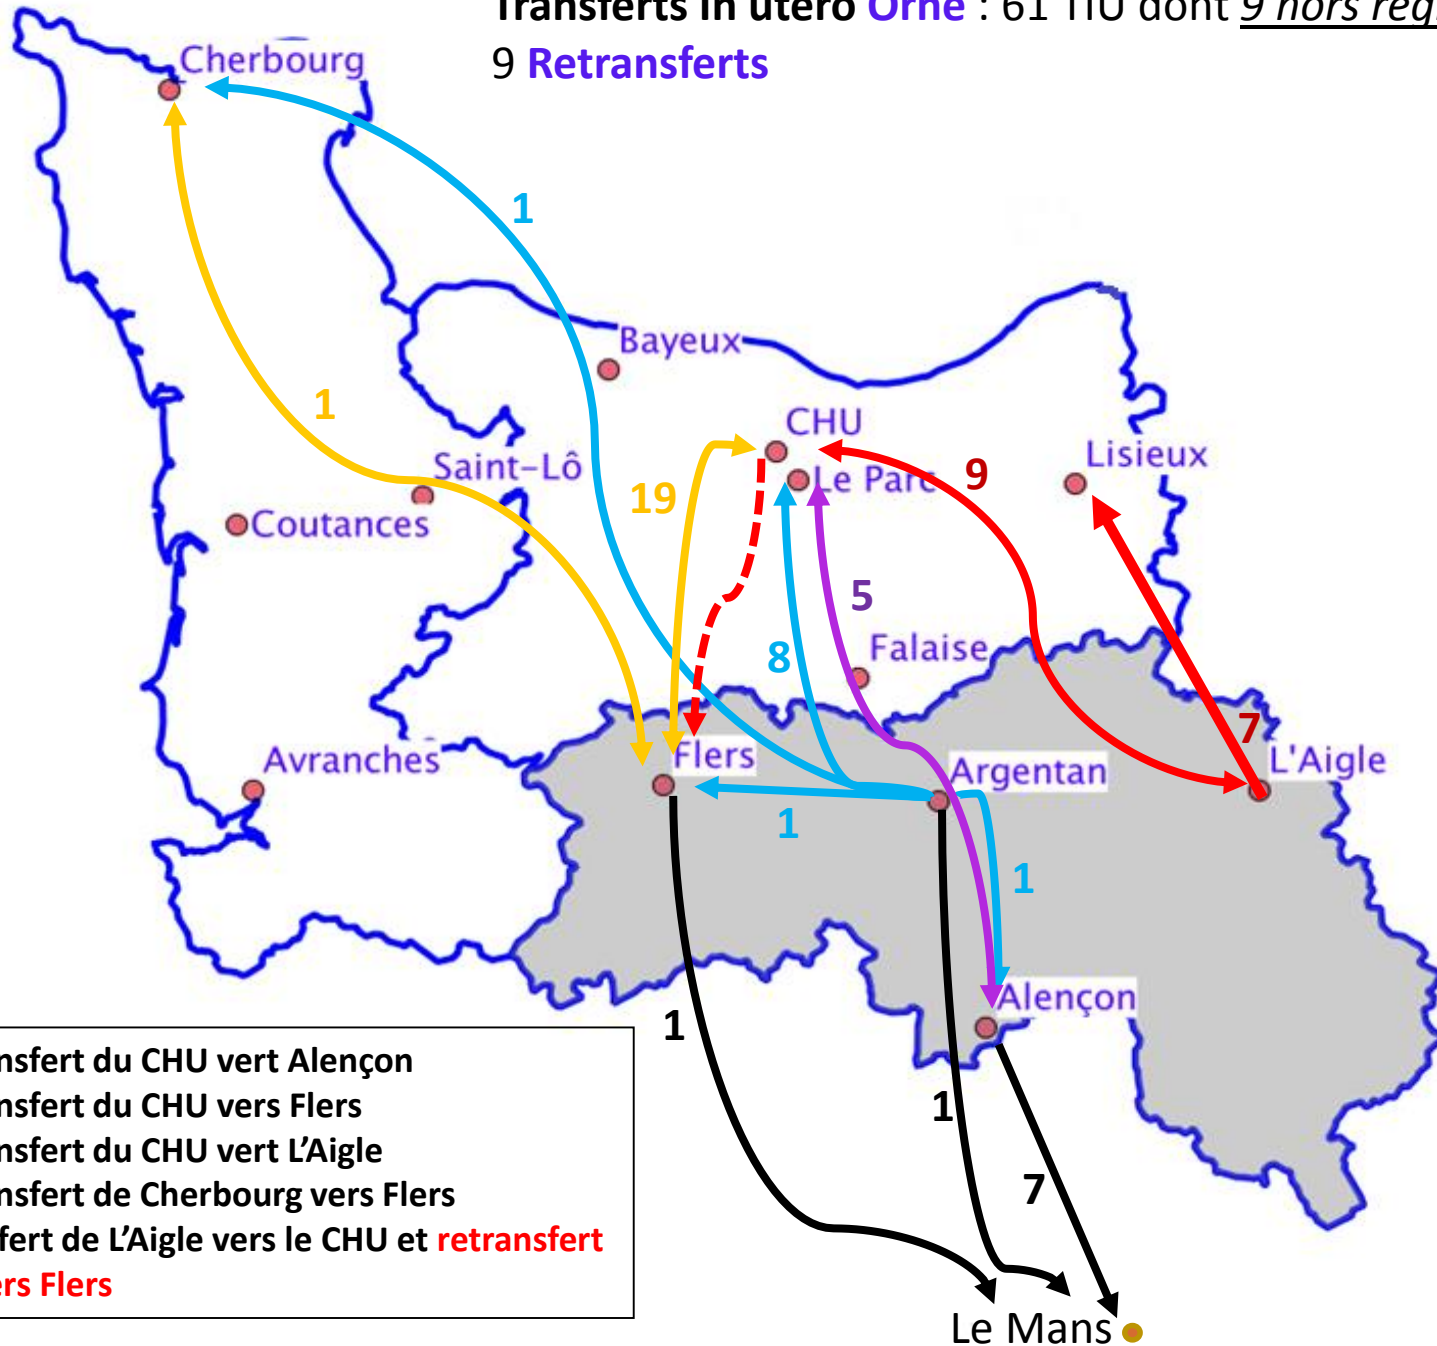 Transferts in utero Orne : 61 TIU dont 9 hors
9 Retransferts
Cherbourg
1
Bayeux
1
CHU
Lisieux
Saint-Lô
Le Parc
9
19
Coutances
5
Falaise
8
7
Avranches
Flers
Argentan
L'Aigle
1
1
Alençon
1
1
7
Le Mans
nsfert du CHU vert Alençon
nsfert du CHU vers Flers
nsfert du CHU vert L’Aigle
nsfert de Cherbourg vers Flers
fert de L’Aigle vers le CHU et retransfert
ers Flers